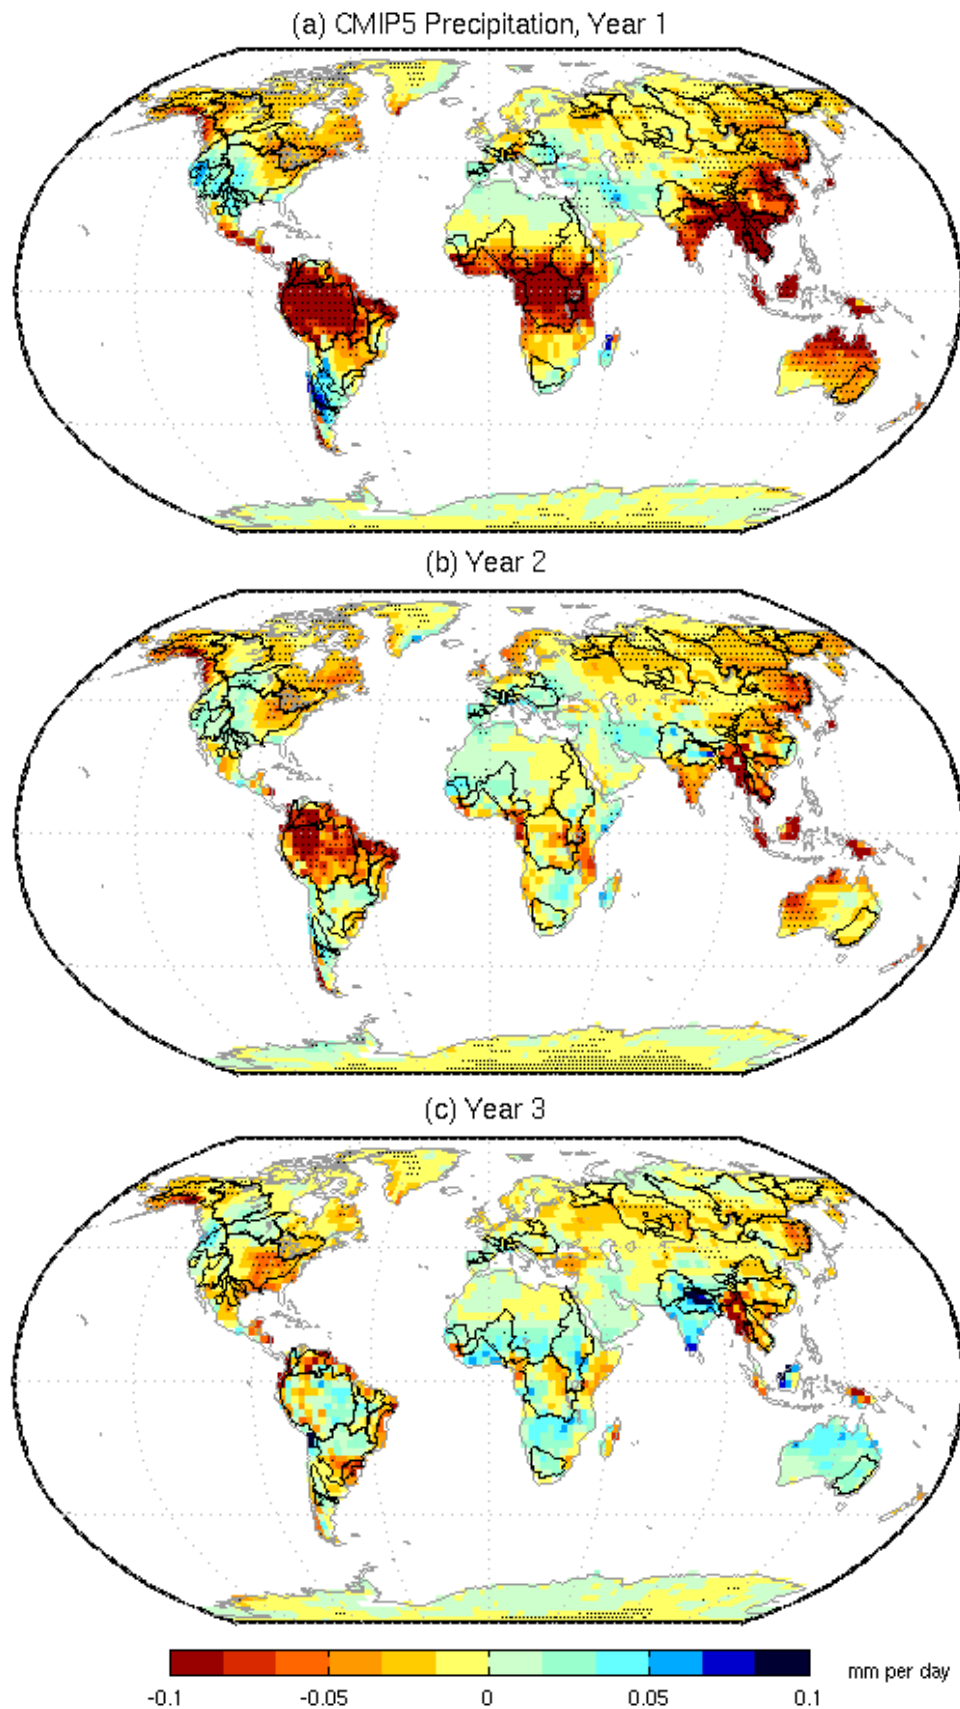 (a) CMIP5 Precipitation, Year 1
(b) Year 2
(c) Year 3
-0.1 -0.05 0 0.05 0.1 mm per day